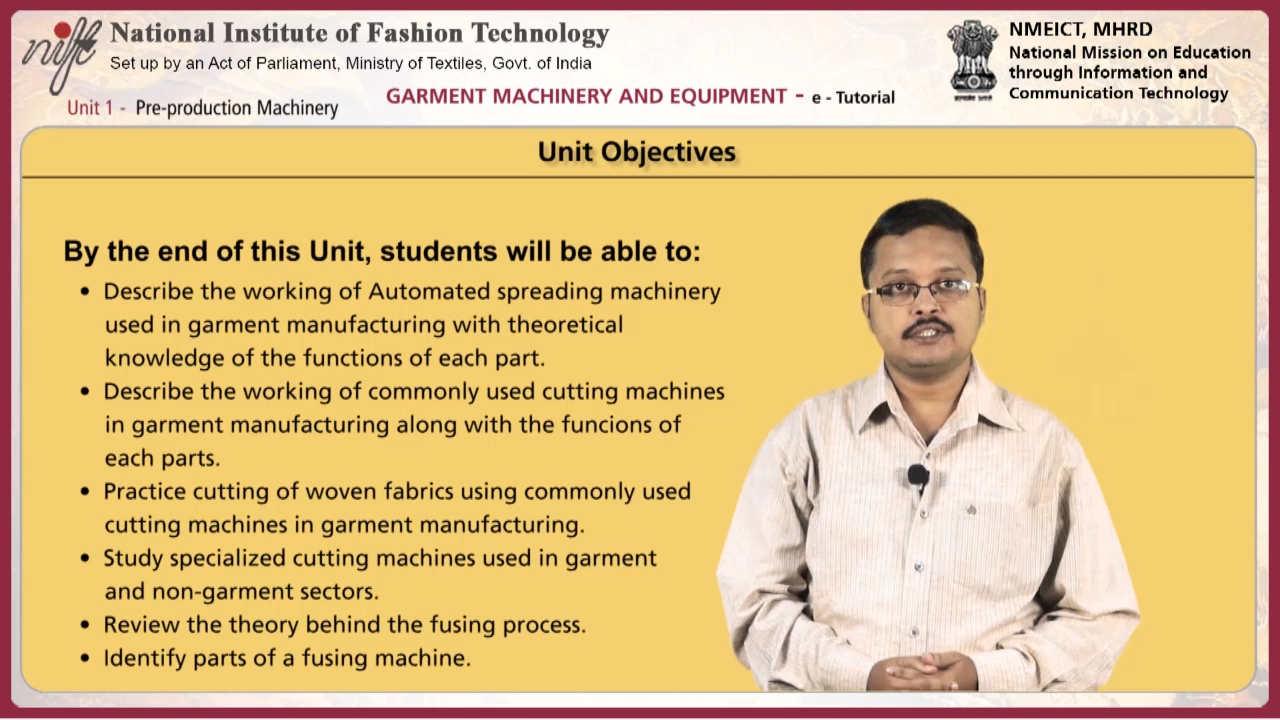 nift
National Institute of Fashion Technology
Set up by an Act of Parliament, Ministry of Textiles, Govt. of India
NMEICT, MHRD
National Mission on Education
through Information and
Communication Technology
Unit 1 - Pre-production Machinery
GARMENT MACHINERY AND EQUIPMENT - e - Tutorial
Unit Objectives
By the end of this Unit, students will be able to:
• Describe the working of Automated spreading machinery
used in garment manufacturing with theoretical
knowledge of the functions of each part.
• Describe the working of commonly used cutting machines
in garment manufacturing along with the funcions of
each parts.
• Practice cutting of woven fabrics using commonly used
cutting machines in garment manufacturing.
• Study specialized cutting machines used in garment
and non-garment sectors.
• Review the theory behind the fusing process.
• Identify parts of a fusing machine.